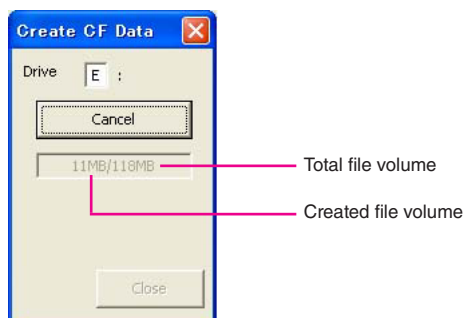 Create CF Data
Drive E :
Cancel
11MB/118MB
Total file volume
Created file volume
Close